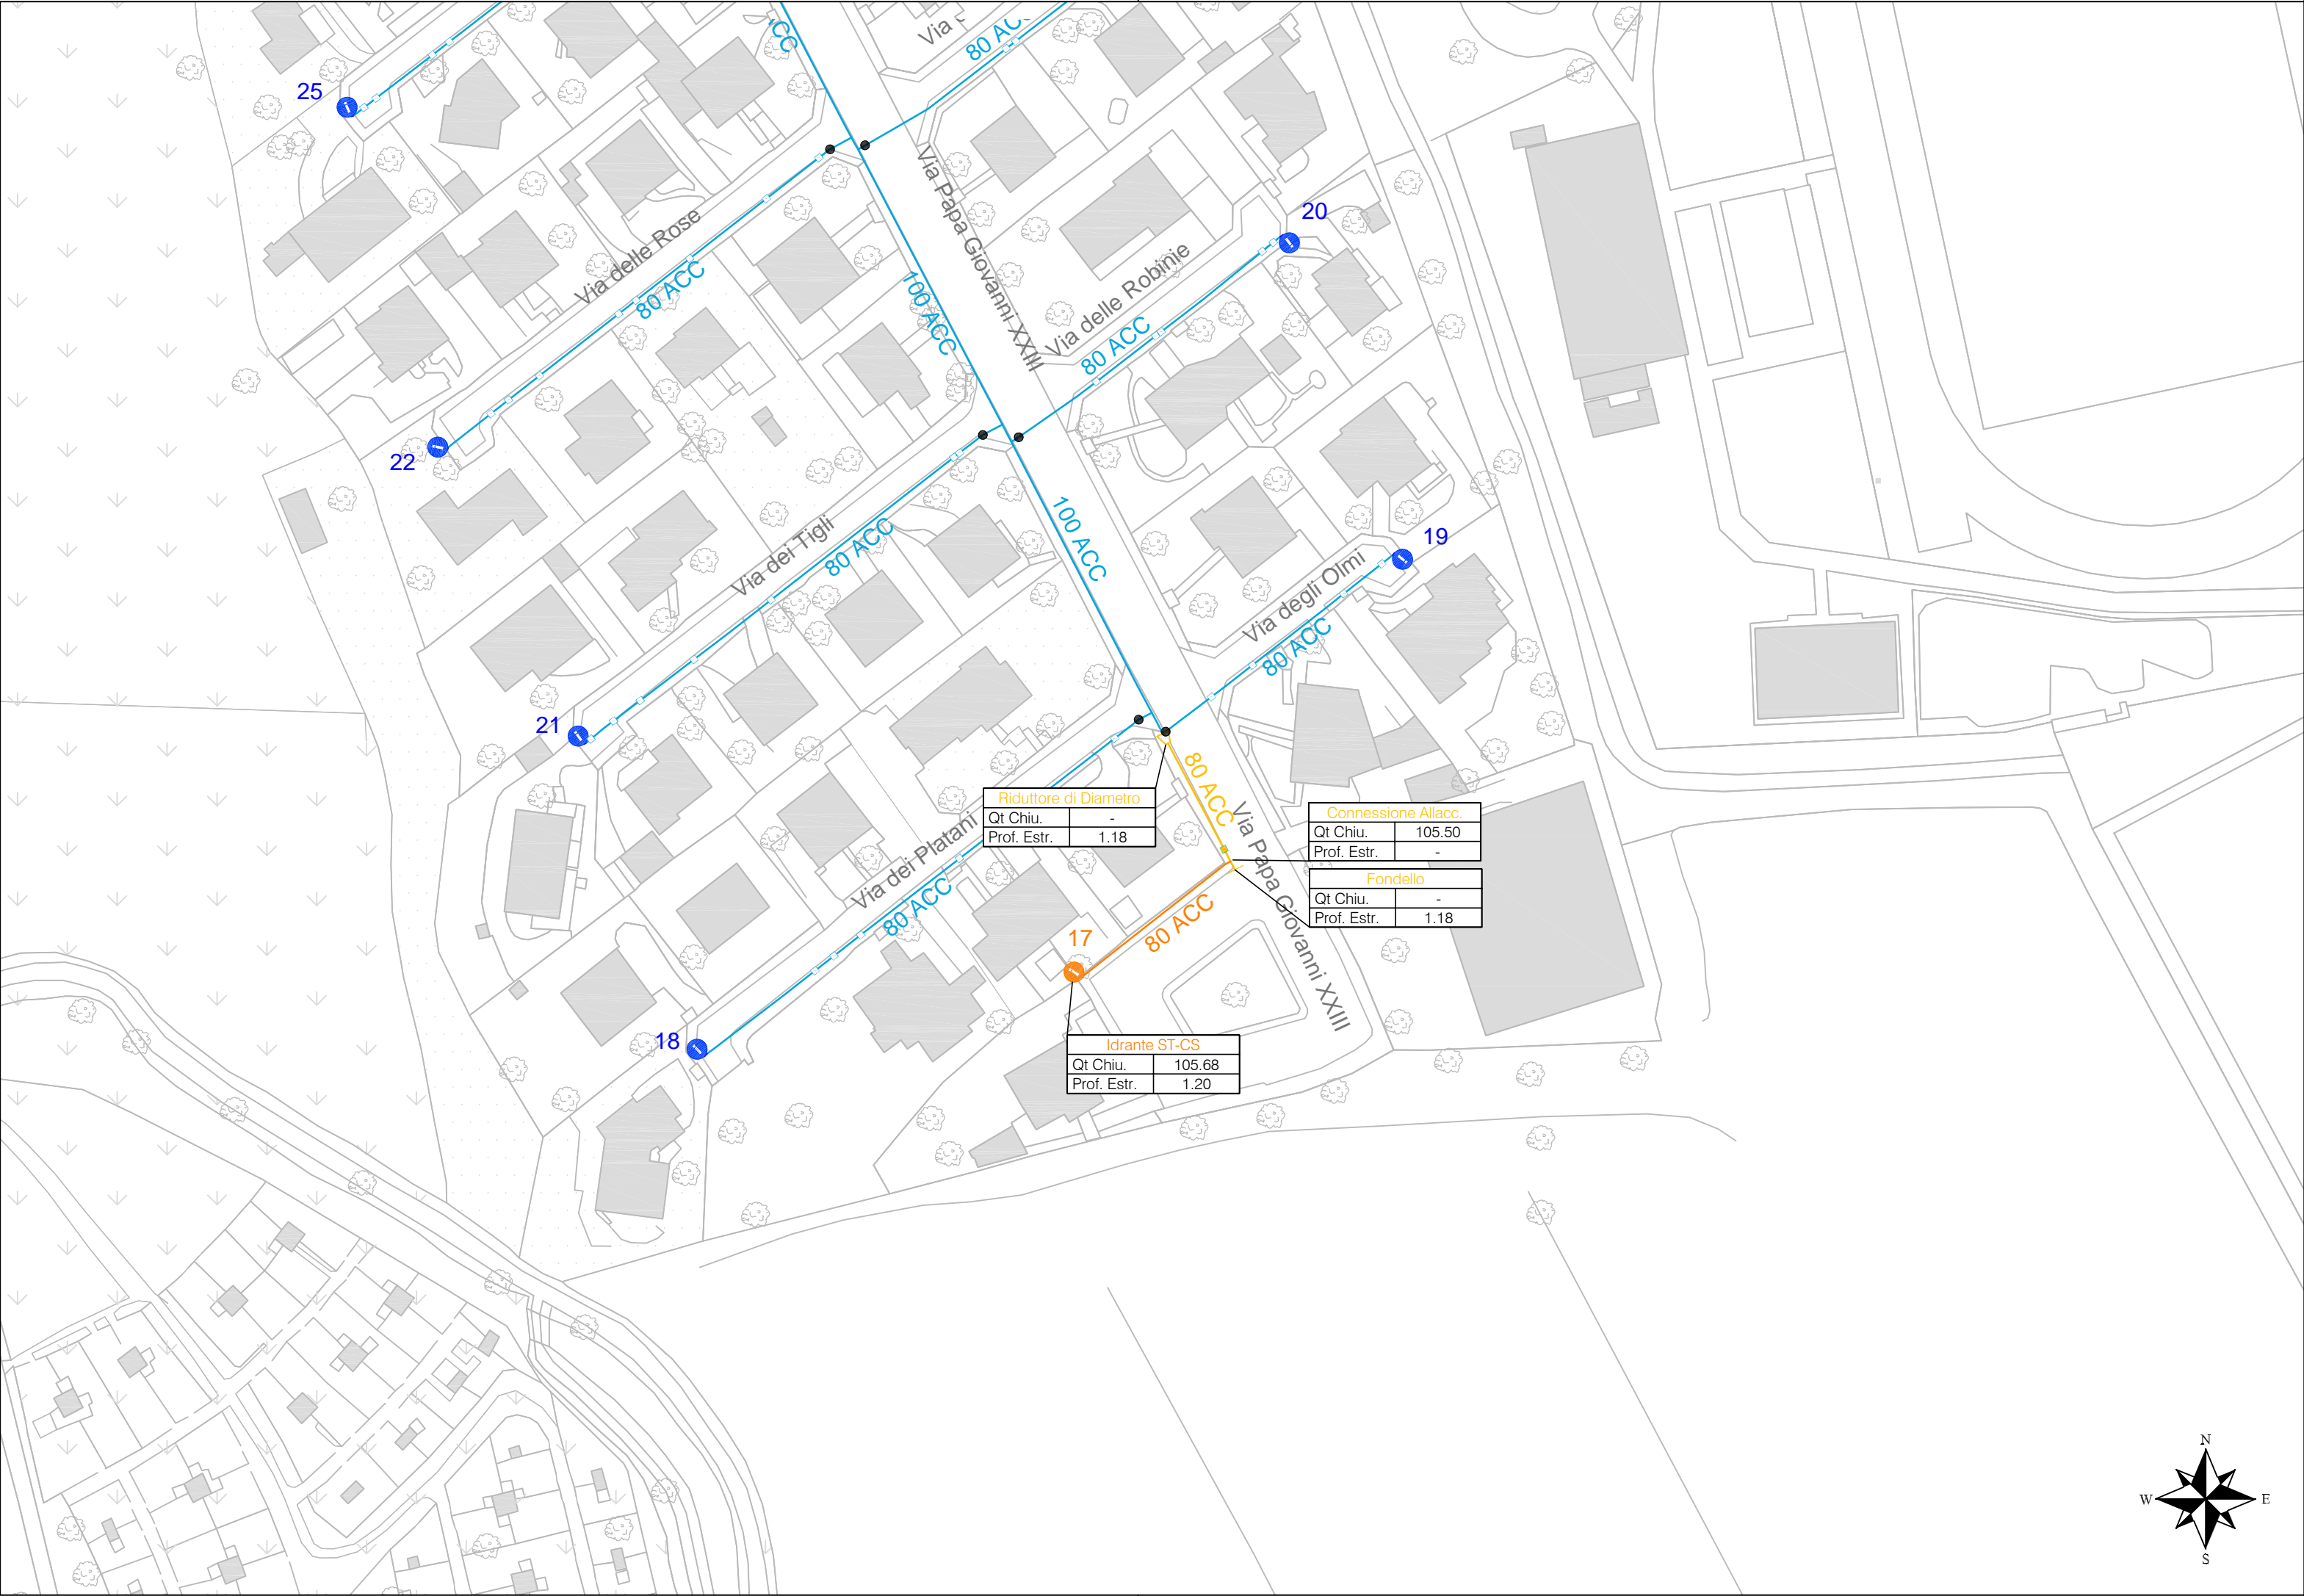 CC
80 ACC
25
Via Papa Giovanni XXIII
20
Via delle Rose
80 ACC
100 ACC
Via delle Robinie
80 ACC
22
100 ACC
19
Via dei Tigli
80 ACC
Via degli Olmi
80 ACC
21
80 ACC
Riduttore di Diametro
Qt Chiu. -
Prof. Estr. 1.18
Connessione Allacc.
Qt Chiu. 105.50
Prof. Estr. -
Via dei Platani
80 ACC
Via Papa Giovanni XXIII
Fondello
Qt Chiu. -
Prof. Estr. 1.18
80 ACC
17
18
Idrante ST-CS
Qt Chiu. 105.68
Prof. Estr. 1.20
N
W E
S